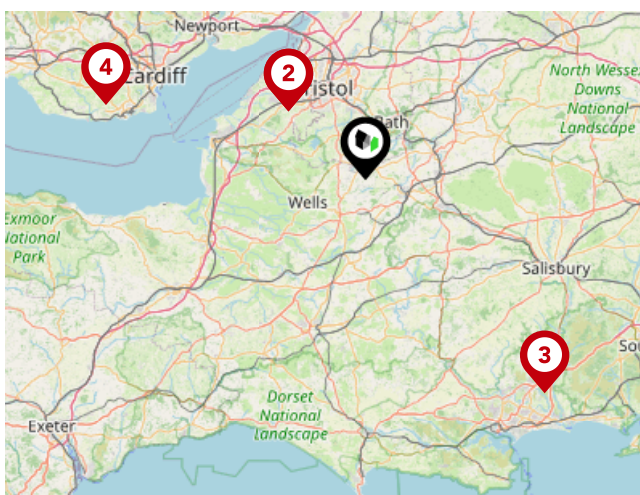 Newport
4
Cardiff
2
Bristol
North Wessex
Downs
National
Landscape
Bath
Wells
Exmoor
National
Park
Salisbury
3
Sou
Dorset
National
Landscape
Exeter